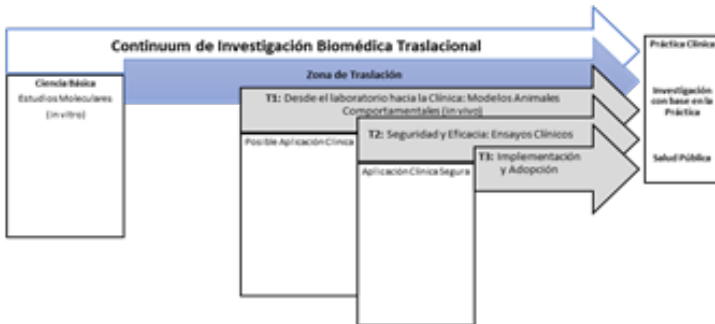 Continuum de Investigación Biomédica Traslacional
Zona de Traslación
Ciencia Básica
Estudios Moleculares
(in vitro)
T1: Desde el laboratorio hacia la Clínica: Modelos Animales
Comportamentales (in vivo)
Posible Aplicación Clínica
T2: Seguridad y Eficacia: Ensayos Clínicos
Aplicación Clínica Segura
T3: Implementación
y Adopción
Práctica Clínica
Investigación
con base en la
Práctica
Salud Pública